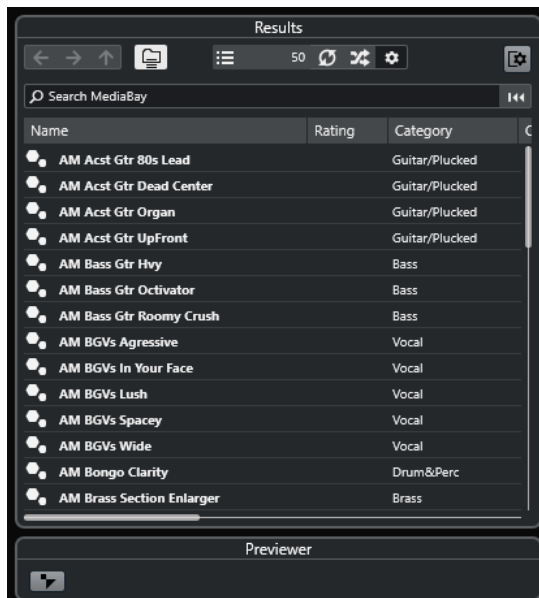 Results
50
Search MediaBay
Name Rating Category
AM Acst Gtr 80s Lead Guitar/Plucked
AM Acst Gtr Dead Center Guitar/Plucked
AM Acst Gtr Organ Guitar/Plucked
AM Acst Gtr UpFront Guitar/Plucked
AM Bass Gtr Hvy Bass
AM Bass Gtr Octivator Bass
AM Bass Gtr Roomy Crush Bass
AM BGVs Agressive Vocal
AM BGVs In Your Face Vocal
AM BGVs Lush Vocal
AM BGVs Spacey Vocal
AM BGVs Wide Vocal
AM Bongo Clarity Drum&Perc
AM Brass Section Enlarger Brass
Previewer